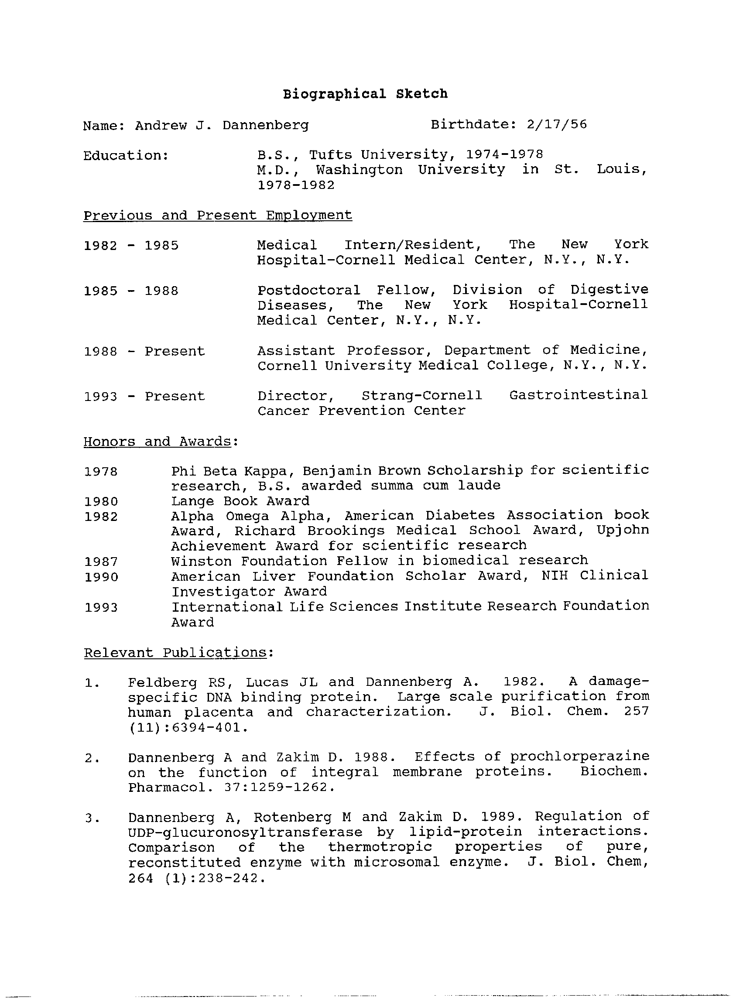 Biographical Sketch
Name: Andrew J. Dannenberg Birthdate: 2/17/56
Education: B.S., Tufts University, 1974-1978
M.D., Washington University in St. Louis,
1978-1982
Previous and Present Employment
1982 - 1985 Medical Intern/Resident, The New York
Hospital-Cornell Medical Center, N.Y., N.Y.
1985 - 1988 Postdoctoral Fellow, Division of Digestive
Diseases, The New York Hospital-Cornell
Medical Center, N.Y., N.Y.
1988 - Present Assistant Professor, Department of Medicine,
Cornell University Medical College, N.Y., N.Y.
1993 - Present Director, Strang-Cornell Gastrointestinal
Cancer Prevention Center
Honors and Awards:
1978 Phi Beta Kappa, Benjamin Brown Scholarship for scientific
research, B.S. awarded summa cum laude
1980 Lange Book Award
1982 Alpha Omega Alpha, American Diabetes Association book
Award, Richard Brookings Medical School Award, Upjohn
Achievement Award for scientific research
1987 Winston Foundation Fellow in biomedical research
1990 American Liver Foundation Scholar Award, NIH Clinical
Investigator Award
1993 International Life Sciences Institute Research Foundation
Award
Relevant Publications:
1. Feldberg RS, Lucas JL and Dannenberg A. 1982. A damage-
specific DNA binding protein. Large scale purification from
human placenta and characterization. J. Biol. Chem. 257
(11):6394-401.
2. Dannenberg A and Zakim D. 1988. Effects of prochlorperazine
on the function of integral membrane proteins. Biochem.
Pharmacol. 37:1259-1262.
3. Dannenberg A, Rotenberg M and Zakim D. 1989. Regulation of
UDP-glucuronosyltransferase by lipid-protein interactions.
Comparison of the thermotropic properties of pure,
reconstituted enzyme with microsomal enzyme. J. Biol. Chem,
264 (1):238-242.